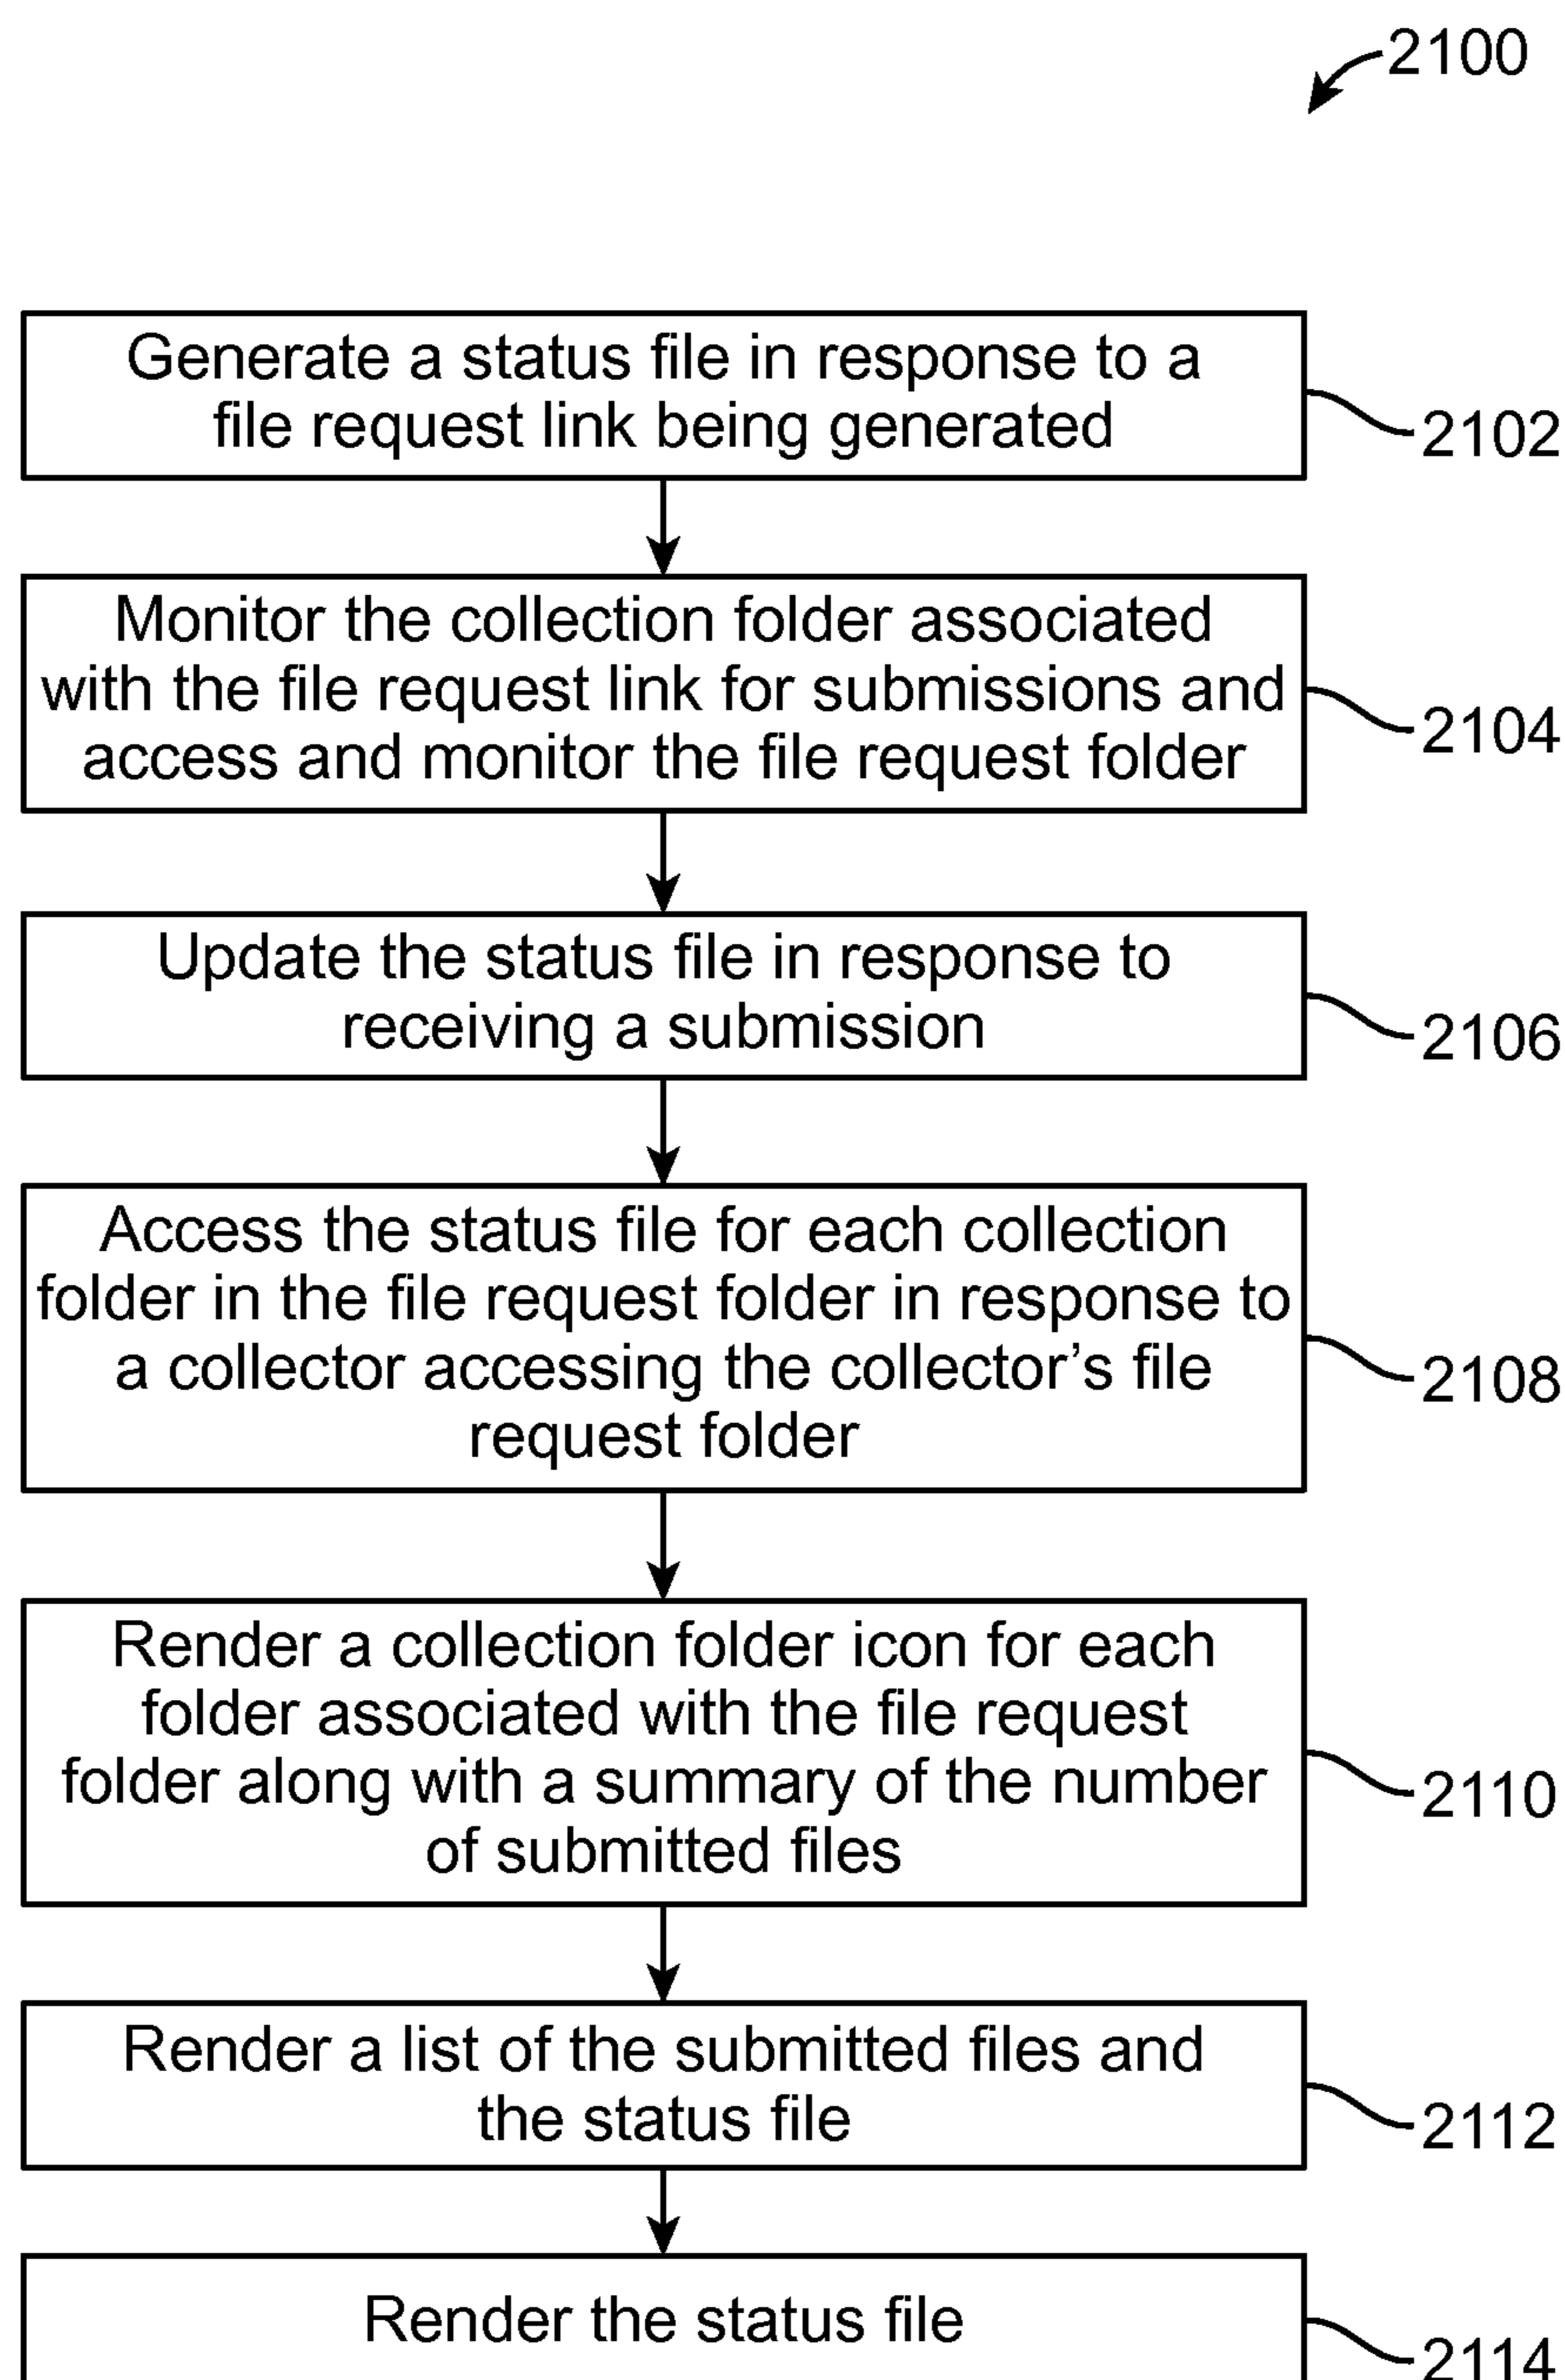 2100
Generate a status file in response to a
file request link being generated
2102
Monitor the collection folder associated
with the file request link for submissions and
access and monitor the file request folder
2104
Update the status file in response to
receiving a submission
2106
Access the status file for each collection
folder in the file request folder in response to
a collector accessing the collector's file
request folder
2108
Render a collection folder icon for each
folder associated with the file request
folder along with a summary of the number
of submitted files
2110
Render a list of the submitted files and
the status file
2112
Render the status file
2114